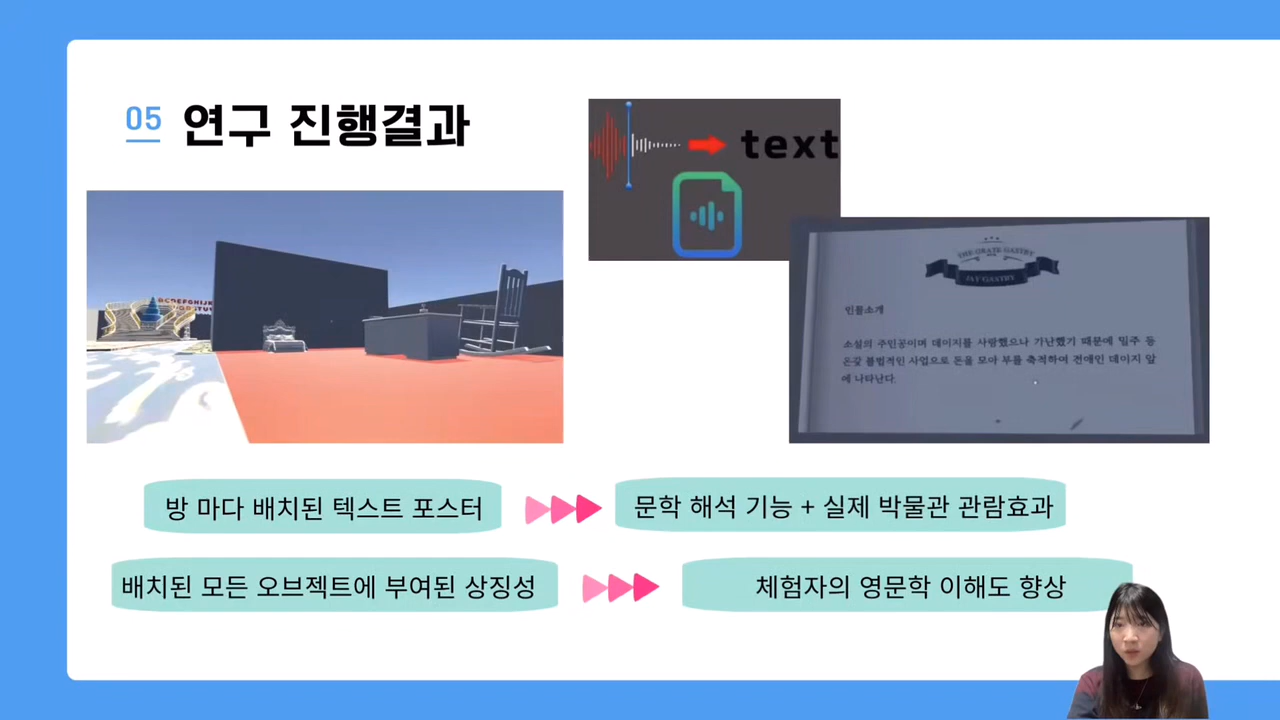 05 연구 진행결과
text
ABCDEFGHIJK
THE GRATE GASTBY
JAY GASTBY
인물소개
소설의 주인공이며 데이지를 사랑했으나 가난했기 때문에 밀주 등
온갖 불법적인 사업으로 돈을 모아 부를 축적하여 전애인 데이지 앞
에 나타난다.
방 마다 배치된 텍스트 포스터
문학 해석 기능 + 실제 박물관 관람효과
배치된 모든 오브젝트에 부여된 상징성
체험자의 영문학 이해도 향상